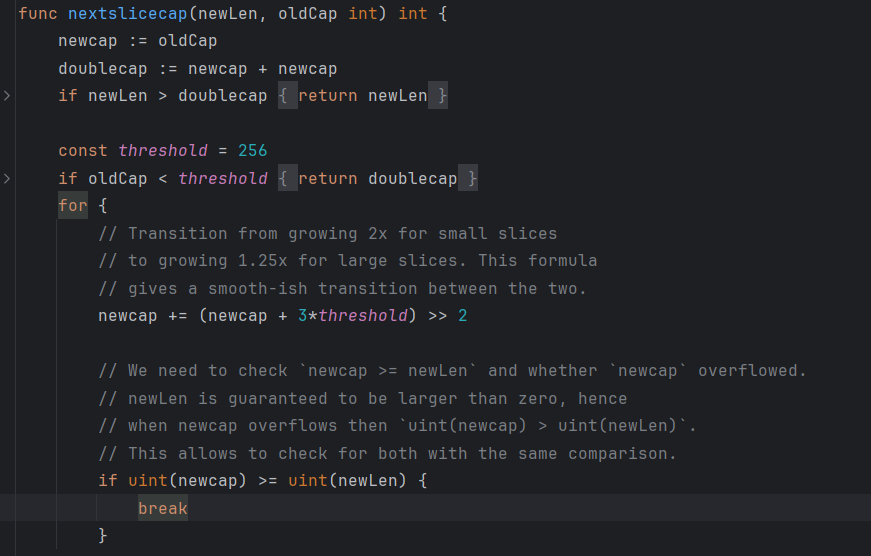 func nextslicecap(newLen, oldCap int) int {
    newcap := oldCap
    doublecap := newcap + newcap
    if newLen > doublecap { return newLen }

    const threshold = 256
    if oldCap < threshold { return doublecap }
    for {
        // Transition from growing 2x for small slices
        // to growing 1.25x for large slices. This formula
        // gives a smooth-ish transition between the two.
        newcap += (newcap + 3*threshold) >> 2

        // We need to check `newcap >= newLen` and whether `newcap` overflowed.
        // newLen is guaranteed to be larger than zero, hence
        // when newcap overflows then `uint(newcap) > uint(newLen)`.
        // This allows to check for both with the same comparison.
        if uint(newcap) >= uint(newLen) {
            break
        }